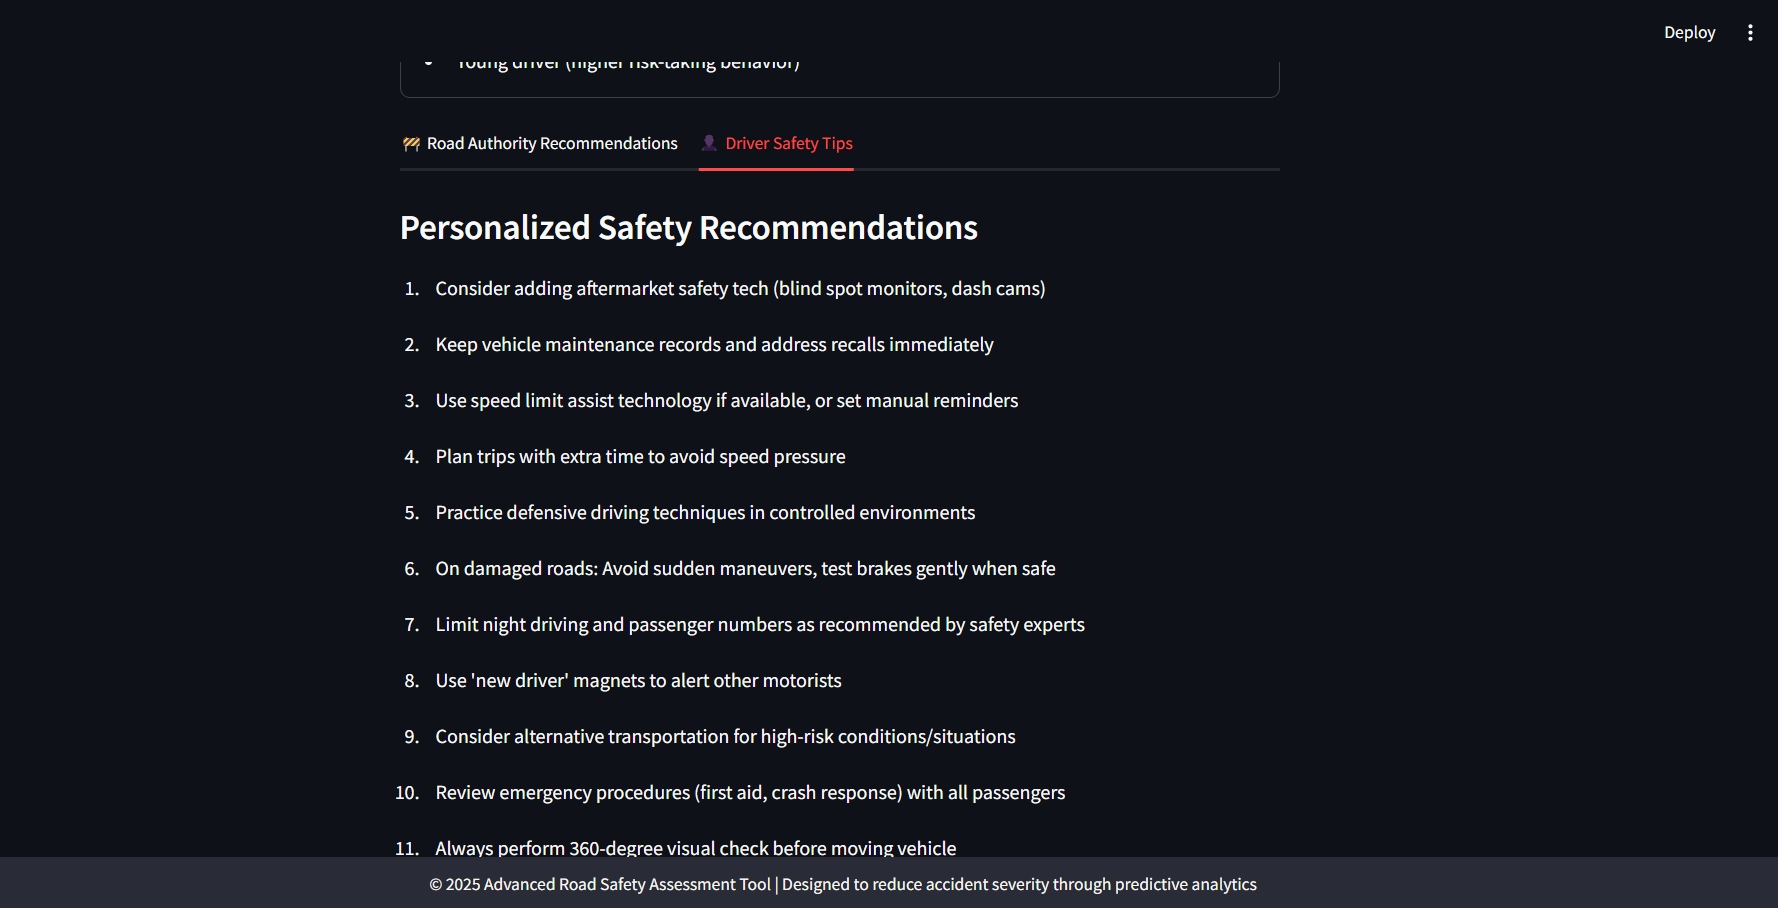 Deploy
• Young driver (higher risk-taking behavior)
Road Authority Recommendations
Driver Safety Tips
Personalized Safety Recommendations
1. Consider adding aftermarket safety tech (blind spot monitors, dash cams)
2. Keep vehicle maintenance records and address recalls immediately
3. Use speed limit assist technology if available, or set manual reminders
4. Plan trips with extra time to avoid speed pressure
5. Practice defensive driving techniques in controlled environments
6. On damaged roads: Avoid sudden maneuvers, test brakes gently when safe
7. Limit night driving and passenger numbers as recommended by safety experts
8. Use 'new driver' magnets to alert other motorists
9. Consider alternative transportation for high-risk conditions/situations
10. Review emergency procedures (first aid, crash response) with all passengers
11. Always perform 360-degree visual check before moving vehicle
© 2025 Advanced Road Safety Assessment Tool | Designed to reduce accident severity through predictive analytics